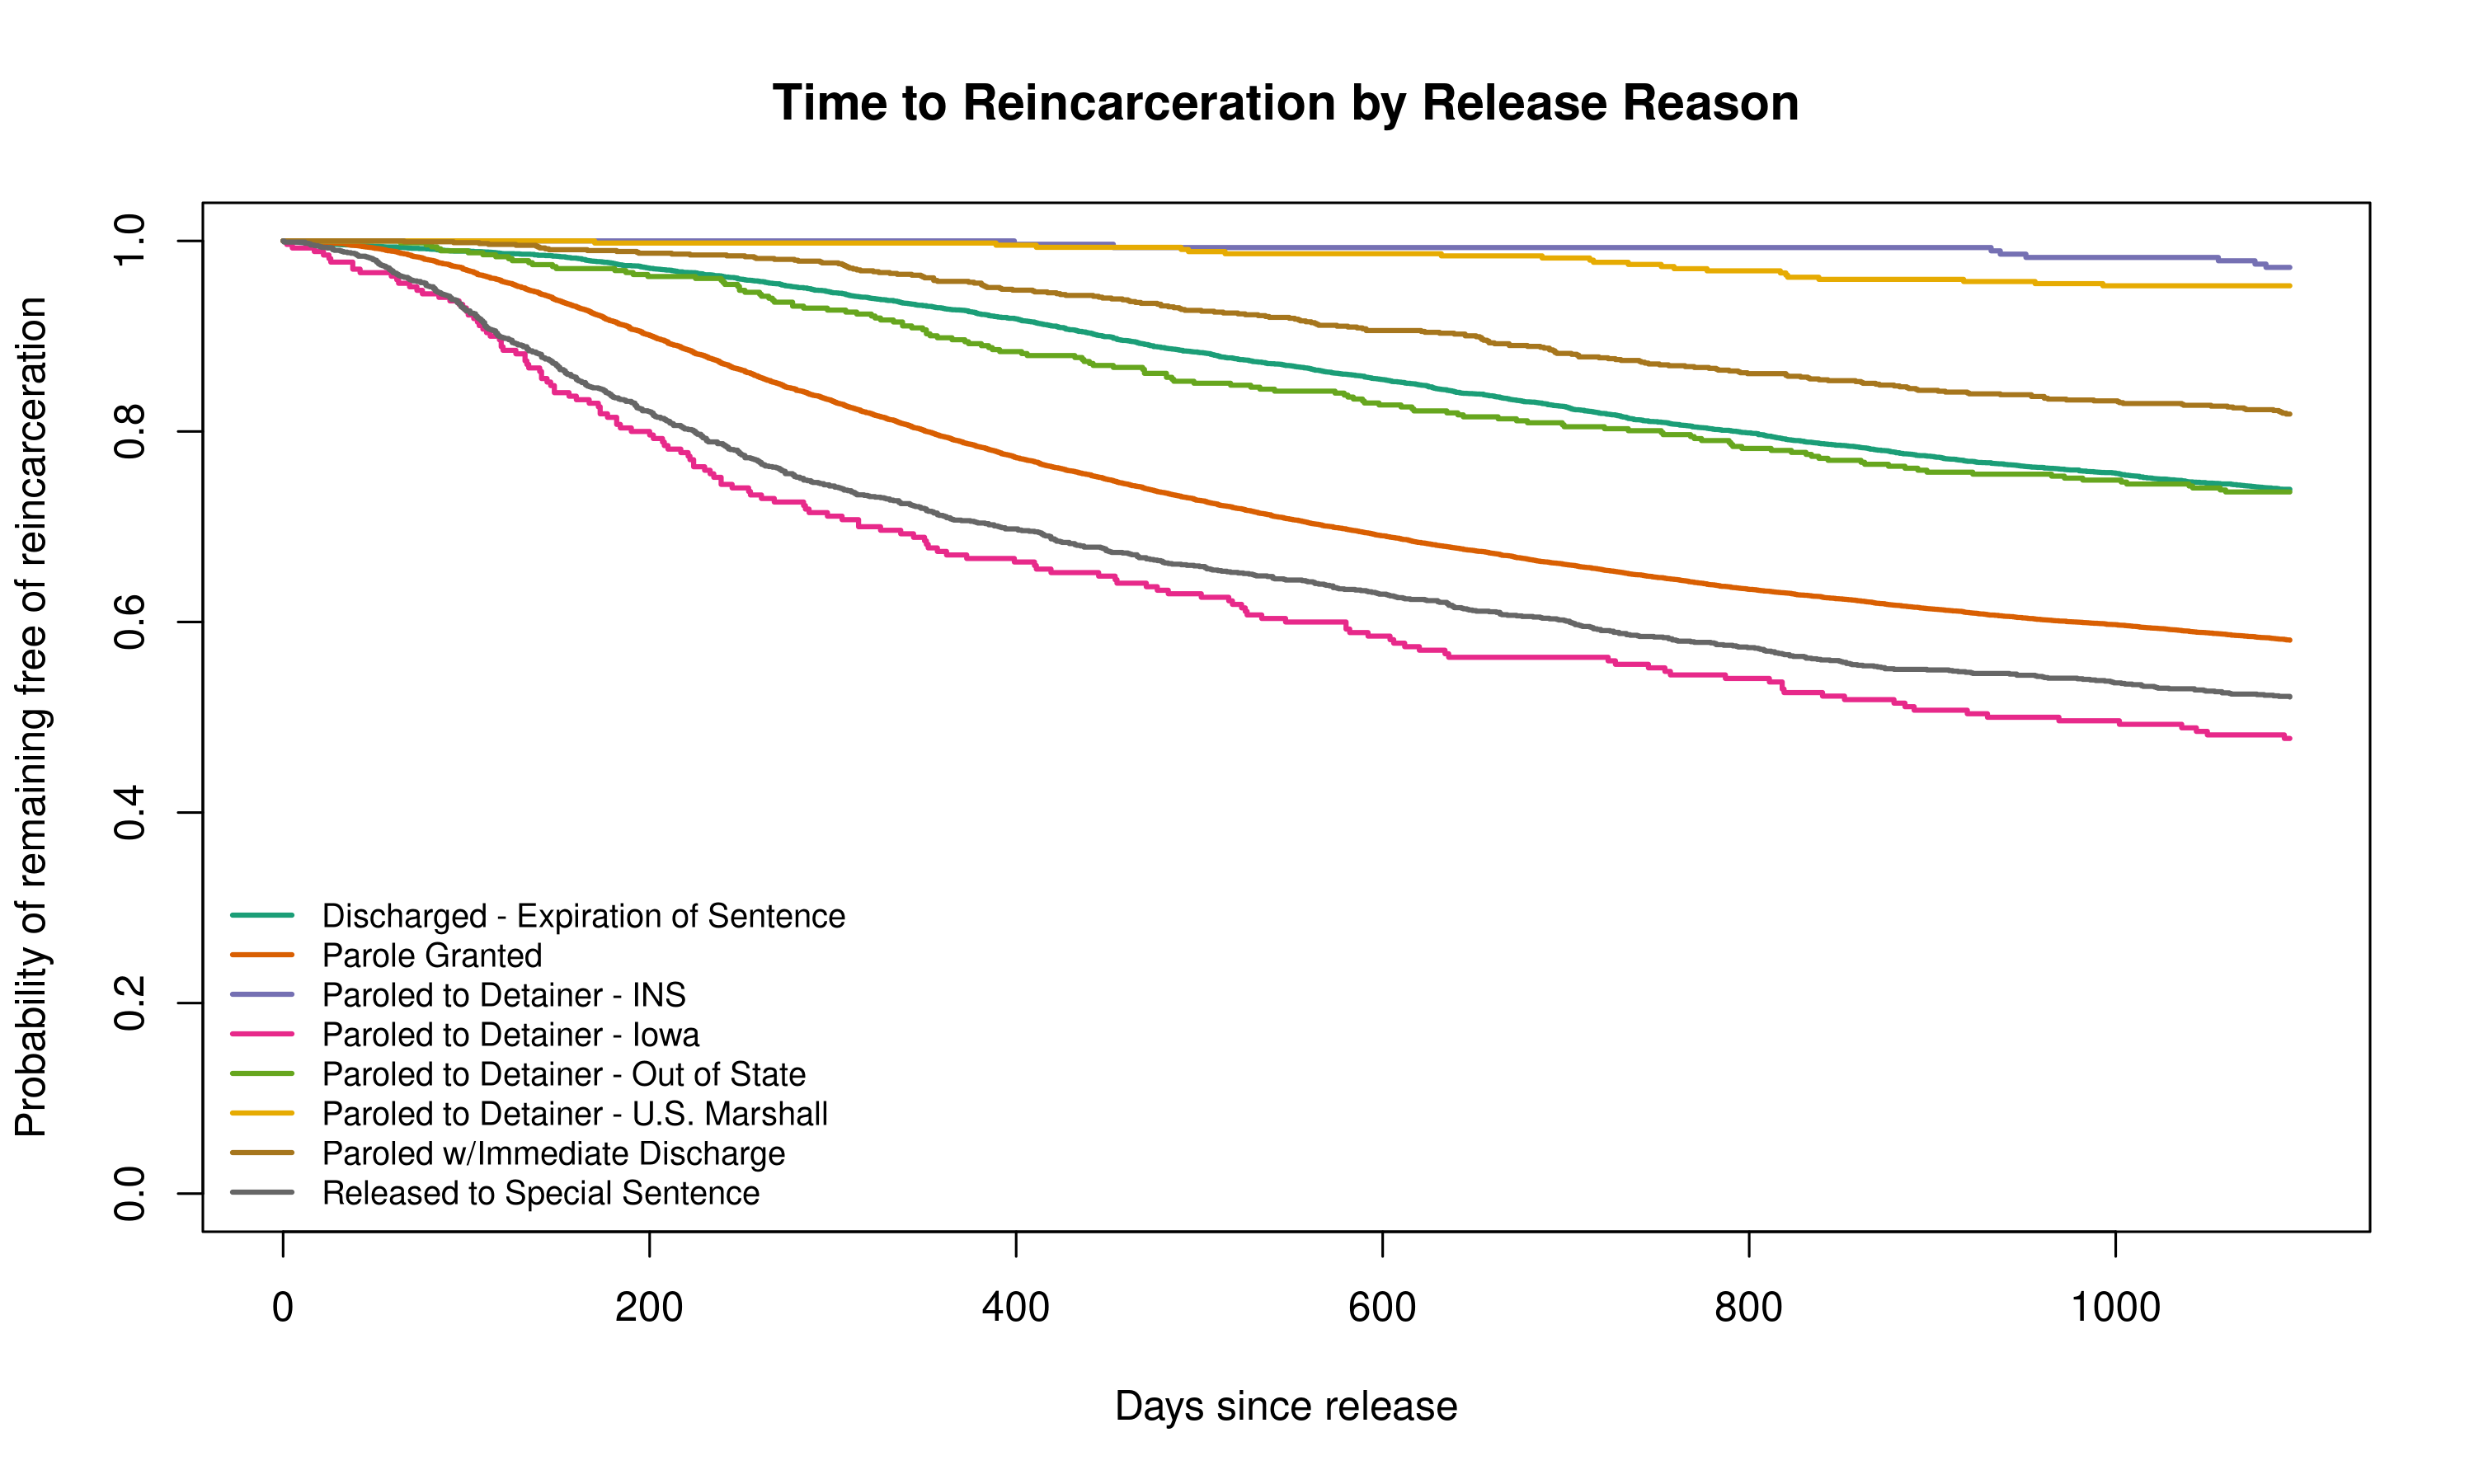 Time to Reincarceration by Release Reason
Probability of remaining free of reincarceration
1.0
0.8
0.6
0.4
0.2
0.0
Discharged - Expiration of Sentence
Parole Granted
Paroled to Detainer - INS
Paroled to Detainer - Iowa
Paroled to Detainer - Out of State
Paroled to Detainer - U.S. Marshall
Paroled w/Immediate Discharge
Released to Special Sentence
0 200 400 600 800 1000
Days since release